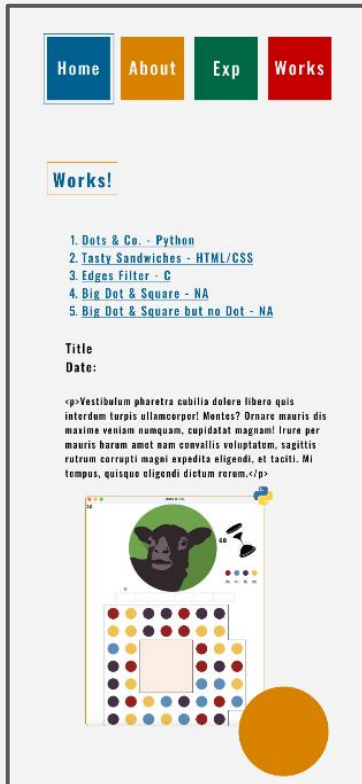 Home
About
Exp
Works
Works!
1. Dots & Co. - Python
2. Tasty Sandwiches - HTML/CSS
3. Edges Filter - C
4. Big Dot & Square - NA
5. Big Dot & Square but no Dot - NA
Title
Date:
<p>Vestibulum pharetra cubilia dolore libero quis
interdum turpis ullamcorper! Montes? Ornare mauris dis
maxime veniam numquam, cupidatat magnam! Irure per
mauris harum amet nam convallis voluptatem, sagittis
rutrum corrupti magni expedita eligendi, et taciti. Mi
tempus, quisque eligendi dictum rerum.</p>
20
68
0